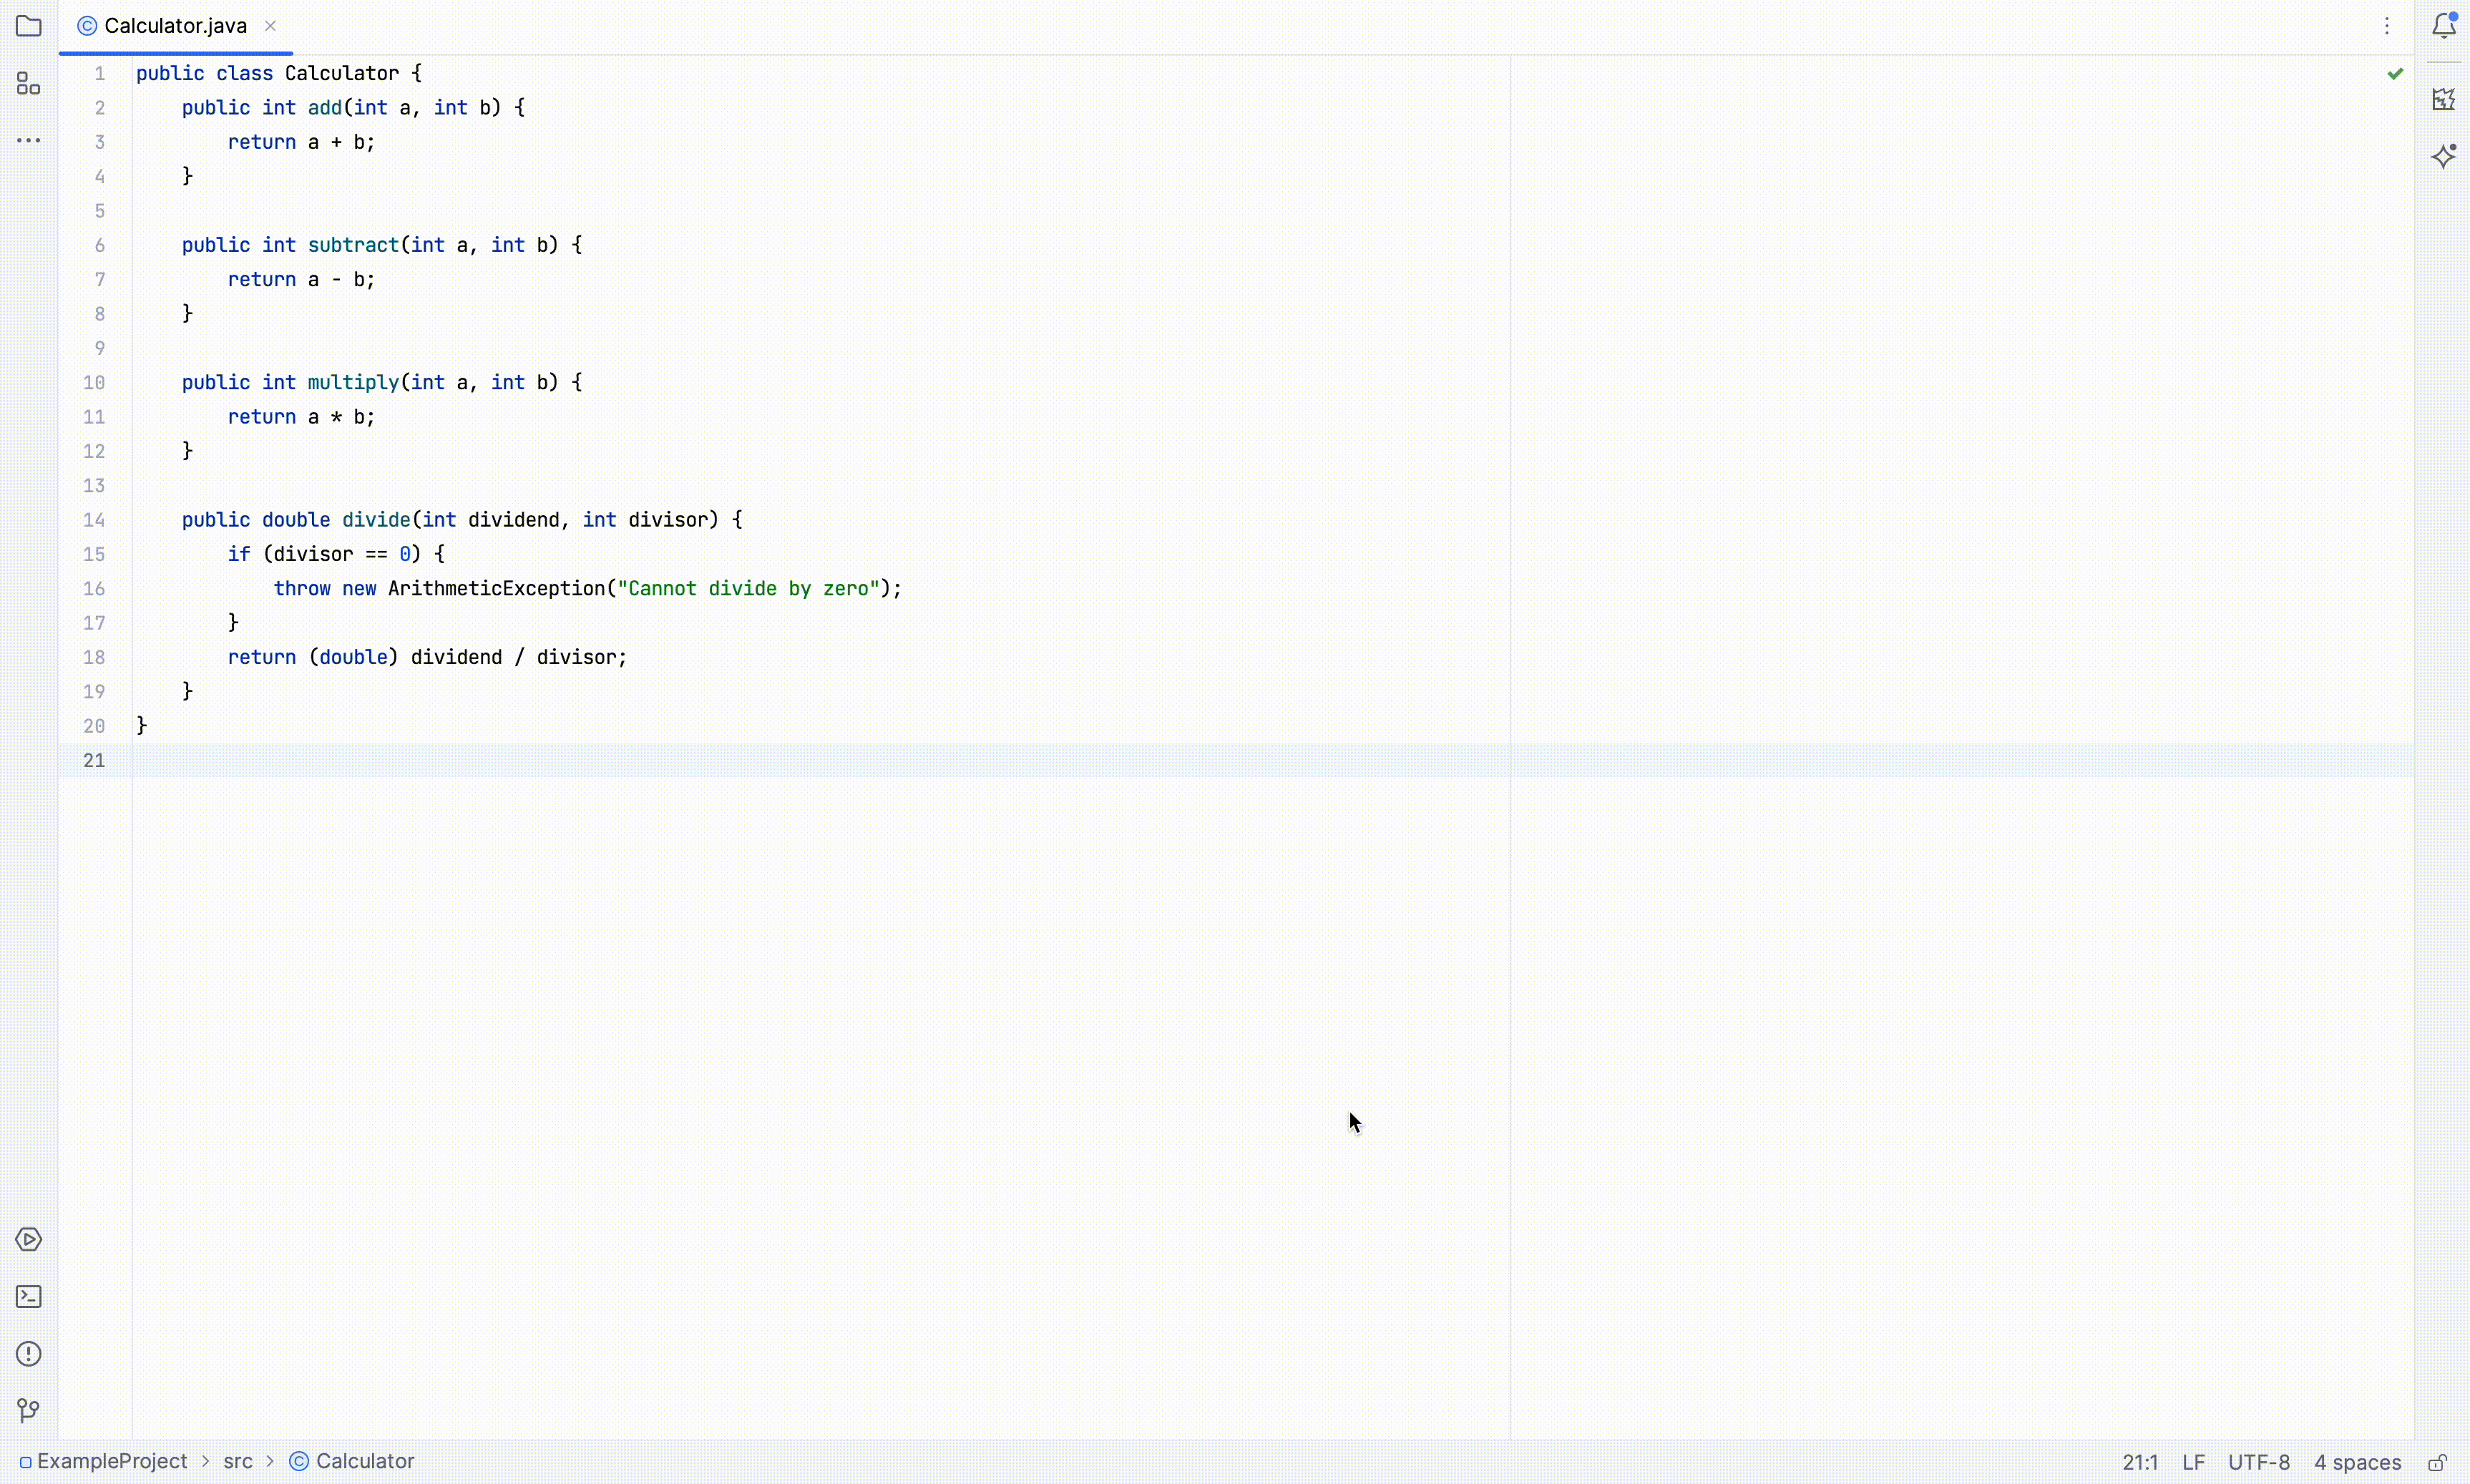 Calculator.java
1 public class Calculator {
2     public int add(int a, int b) {
3         return a + b;
4     }
5
6     public int subtract(int a, int b) {
7         return a - b;
8     }
9
10     public int multiply(int a, int b) {
11         return a * b;
12     }
13
14     public double divide(int dividend, int divisor) {
15         if (divisor == 0) {
16             throw new ArithmeticException("Cannot divide by zero");
17         }
18         return (double) dividend / divisor;
19     }
20 }
21
ExampleProject > src > Calculator 21:1 LF UTF-8 4 spaces